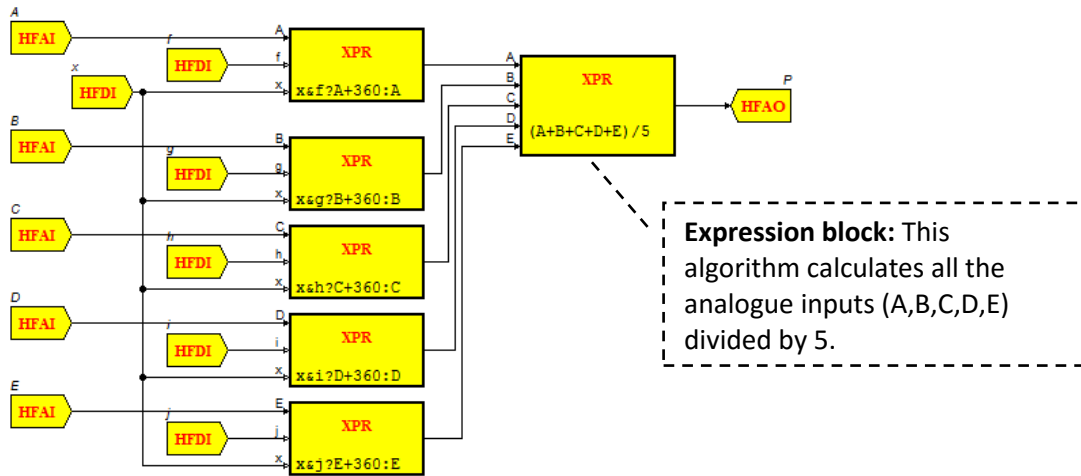 A
HFAI
f
HFDI
x
HFDI
A
f
x
XPR
x&f?A+360:A
B
HFAI
g
HFDI
B
g
x
XPR
x&g?B+360:B
C
HFAI
h
HFDI
C
h
x
XPR
x&h?C+360:C
D
HFAI
i
HFDI
D
i
x
XPR
x&i?D+360:D
E
HFAI
j
HFDI
E
j
x
XPR
x&j?E+360:E
A
B
C
D
E
XPR
(A+B+C+D+E)/5
P
HFAO
Expression block: This
algorithm calculates all the
analogue inputs (A,B,C,D,E)
divided by 5.